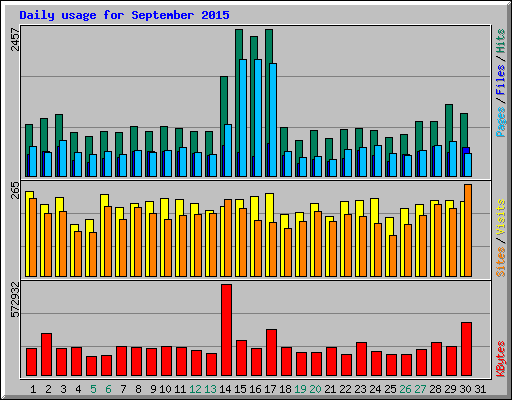 Daily usage for September 2015
2457
Pages / Files / Hits
265
Sites / Visits
572932
KBytes
1 2 3 4 5 6 7 8 9 10 11 12 13 14 15 16 17 18 19 20 21 22 23 24 25 26 27 28 29 30 31